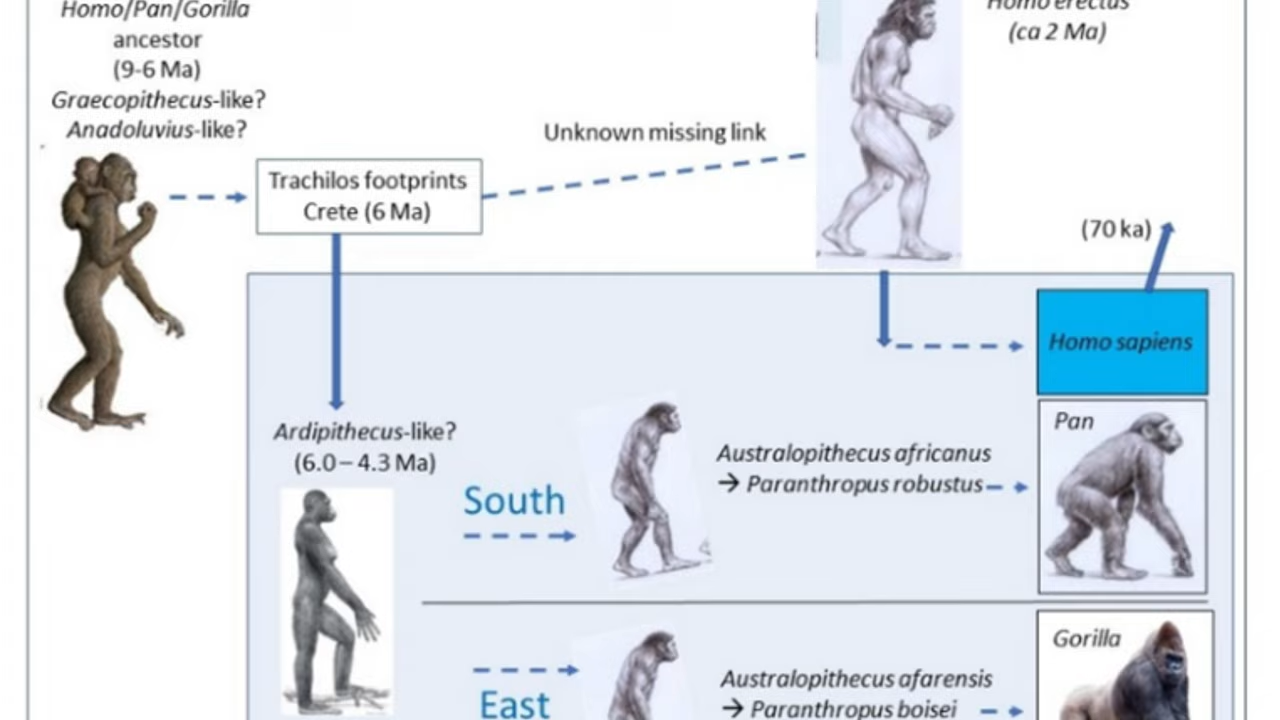 Homo/Pan/Gorilla
ancestor
(9-6 Ma)
Graecopithecus-like?
Anadoluvius-like?
Trachilos footprints
Crete (6 Ma)
Unknown missing link
Homo erectus
(ca 2 Ma)
(70 ka)
Homo sapiens
Ardipithecus-like?
(6.0 – 4.3 Ma)
South
Australopithecus africanus
→ Paranthropus robustus
Pan
East
Australopithecus afarensis
→ Paranthropus boisei
Gorilla